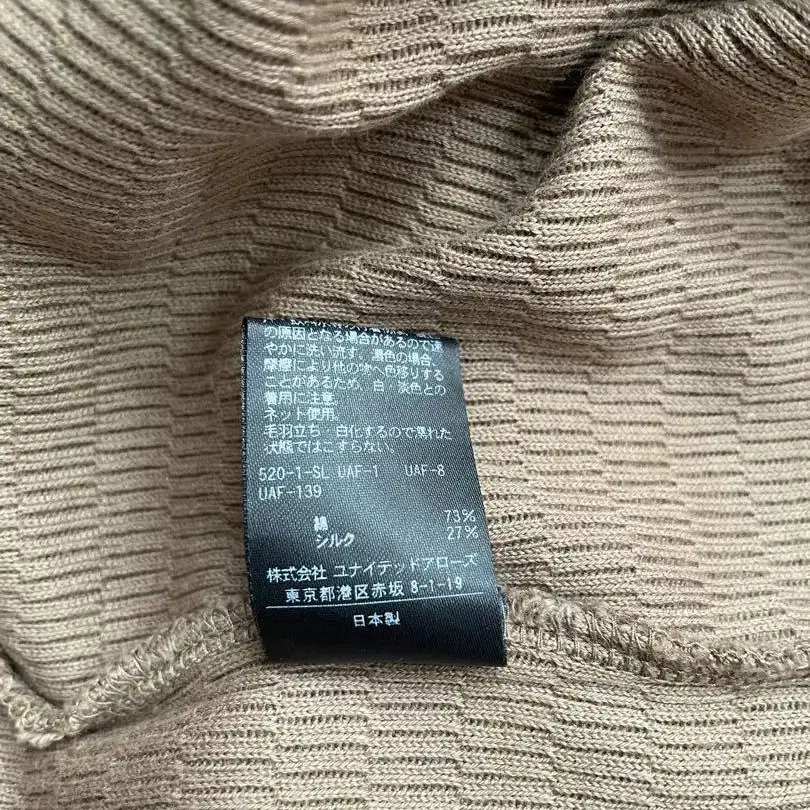 の原因となる場合があるので速
やかに洗い流す。濃色の場合、
摩擦により他の物へ色移りする
ことがあるため、白・淡色との
着用に注意。
ネット使用。
毛羽立ち・白化するので濡れた
状態ではこすらない。
520-1-SL UAF-1 UAF-8
UAF-139
綿 73%
シルク 27%
株式会社 ユナイテッドアローズ
東京都港区赤坂 8-1-19
日本製